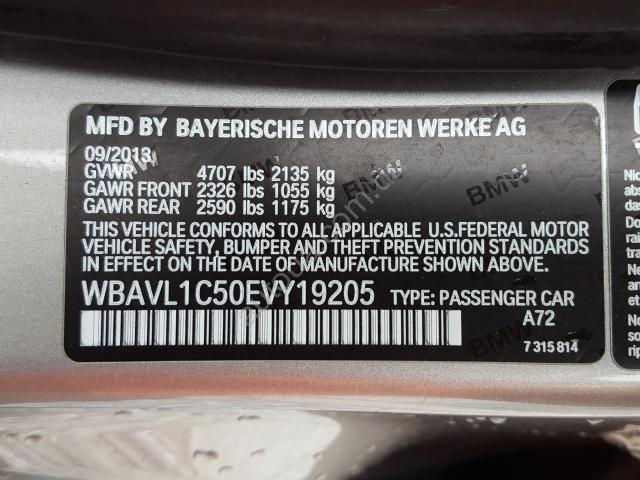 MFD BY BAYERISCHE MOTOREN WERKE AG
09/2013
GVWR 4707 lbs 2135 kg
GAWR FRONT 2326 lbs 1055 kg
GAWR REAR 2590 lbs 1175 kg
THIS VEHICLE CONFORMS TO ALL APPLICABLE U.S.FEDERAL MOTOR
VEHICLE SAFETY, BUMPER AND THEFT PREVENTION STANDARDS
IN EFFECT ON THE DATE OF MANUFACTURE SHOWN ABOVE.
WBAVL1C50EVY19205 TYPE: PASSENGER CAR
A72
7 315 814
BMW
BMW
BMW